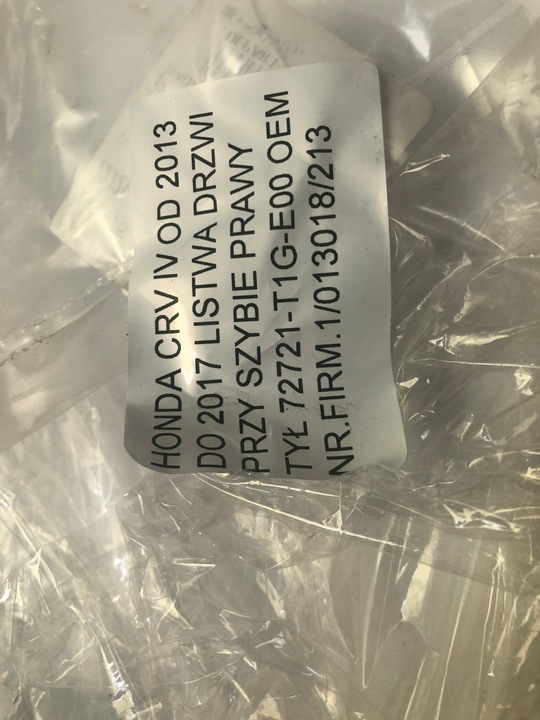 HONDA CRV IV OD 2013
DO 2017 LISTWA DRZWI
PRZY SZYBIE PRAWY
TYŁ 72721-T1G-E00 OEM
NR.FIRM.1/013018/213